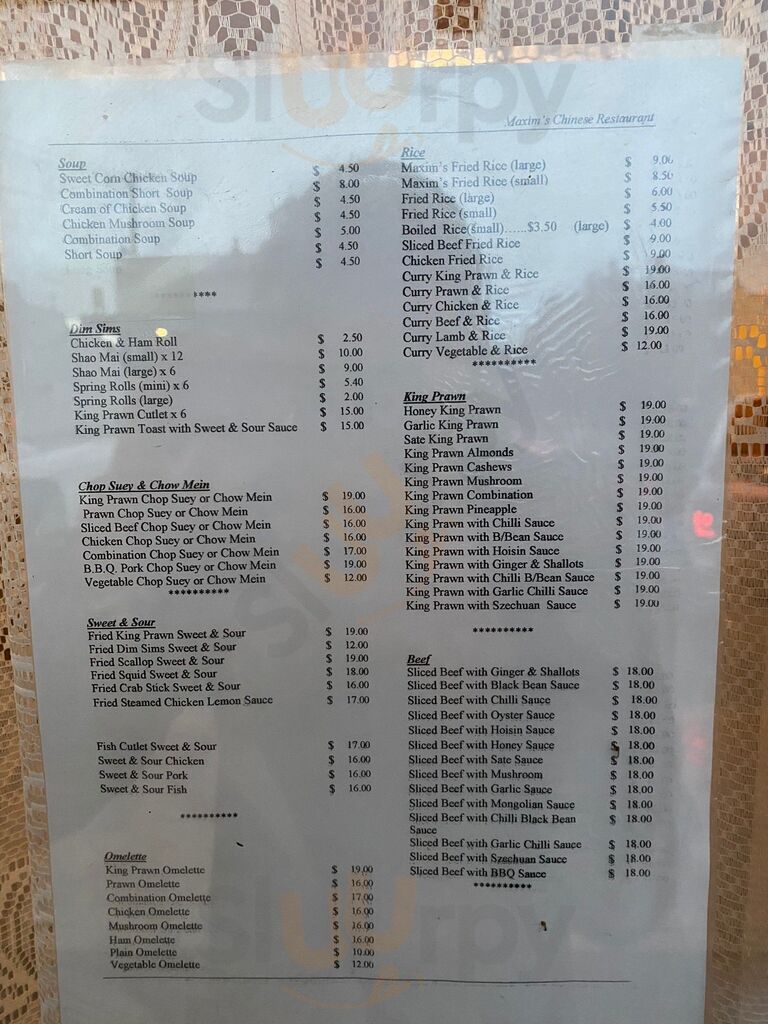 Maxim's Chinese Restaurant
Soup
Sweet Corn Chicken Soup $ 4.50
Combination Short Soup $ 8.00
Cream of Chicken Soup $ 4.50
Chicken Mushroom Soup $ 4.50
Combination Soup $ 5.00
Short Soup $ 4.50
$ 4.50
**********
Dim Sims
Chicken & Ham Roll $ 2.50
Shao Mai (small) x 12 $ 10.00
Shao Mai (large) x 6 $ 9.00
Spring Rolls (mini) x 6 $ 5.40
Spring Rolls (large) $ 2.00
King Prawn Cutlet x 6 $ 15.00
King Prawn Toast with Sweet & Sour Sauce $ 15.00
Chop Suey & Chow Mein
King Prawn Chop Suey or Chow Mein $ 19.00
Prawn Chop Suey or Chow Mein $ 16.00
Sliced Beef Chop Suey or Chow Mein $ 16.00
Chicken Chop Suey or Chow Mein $ 16.00
Combination Chop Suey or Chow Mein $ 17.00
B.B.Q. Pork Chop Suey or Chow Mein $ 19.00
Vegetable Chop Suey or Chow Mein $ 12.00
**********
Sweet & Sour
Fried King Prawn Sweet & Sour $ 19.00
Fried Dim Sims Sweet & Sour $ 12.00
Fried Scallop Sweet & Sour $ 19.00
Fried Squid Sweet & Sour $ 18.00
Fried Crab Stick Sweet & Sour $ 16.00
Fried Steamed Chicken Lemon Sauce $ 17.00
Fish Cutlet Sweet & Sour $ 17.00
Sweet & Sour Chicken $ 16.00
Sweet & Sour Pork $ 16.00
Sweet & Sour Fish $ 16.00
**********
Omelette
King Prawn Omelette $ 19.00
Prawn Omelette $ 16.00
Combination Omelette $ 17.00
Chicken Omelette $ 16.00
Mushroom Omelette $ 16.00
Ham Omelette $ 16.00
Plain Omelette $ 10.00
Vegetable Omelette $ 12.00
Rice
Maxim's Fried Rice (large) $ 9.00
Maxim's Fried Rice (small) $ 8.50
Fried Rice (large) $ 6.00
Fried Rice (small) $ 5.50
Boiled Rice(small)......$3.50 (large) $ 4.00
Sliced Beef Fried Rice $ 9.00
Chicken Fried Rice $ 9.00
Curry King Prawn & Rice $ 19.00
Curry Prawn & Rice $ 16.00
Curry Chicken & Rice $ 16.00
Curry Beef & Rice $ 16.00
Curry Lamb & Rice $ 19.00
Curry Vegetable & Rice $ 12.00
**********
King Prawn
Honey King Prawn $ 19.00
Garlic King Prawn $ 19.00
Sate King Prawn $ 19.00
King Prawn Almonds $ 19.00
King Prawn Cashews $ 19.00
King Prawn Mushroom $ 19.00
King Prawn Combination $ 19.00
King Prawn Pineapple $ 19.00
King Prawn with Chilli Sauce $ 19.00
King Prawn with B/Bean Sauce $ 19.00
King Prawn with Hoisin Sauce $ 19.00
King Prawn with Ginger & Shallots $ 19.00
King Prawn with Chilli B/Bean Sauce $ 19.00
King Prawn with Garlic Chilli Sauce $ 19.00
King Prawn with Szechuan Sauce $ 19.00
**********
Beef
Sliced Beef with Ginger & Shallots $ 18.00
Sliced Beef with Black Bean Sauce $ 18.00
Sliced Beef with Chilli Sauce $ 18.00
Sliced Beef with Oyster Sauce $ 18.00
Sliced Beef with Hoisin Sauce $ 18.00
Sliced Beef with Honey Sauce $ 18.00
Sliced Beef with Sate Sauce $ 18.00
Sliced Beef with Mushroom $ 18.00
Sliced Beef with Garlic Sauce $ 18.00
Sliced Beef with Mongolian Sauce $ 18.00
Sliced Beef with Chilli Black Bean $ 18.00
Sauce
Sliced Beef with Garlic Chilli Sauce $ 18.00
Sliced Beef with Szechuan Sauce $ 18.00
Sliced Beef with BBQ Sauce $ 18.00
**********
sluurpy
sluurpy
sluurpy